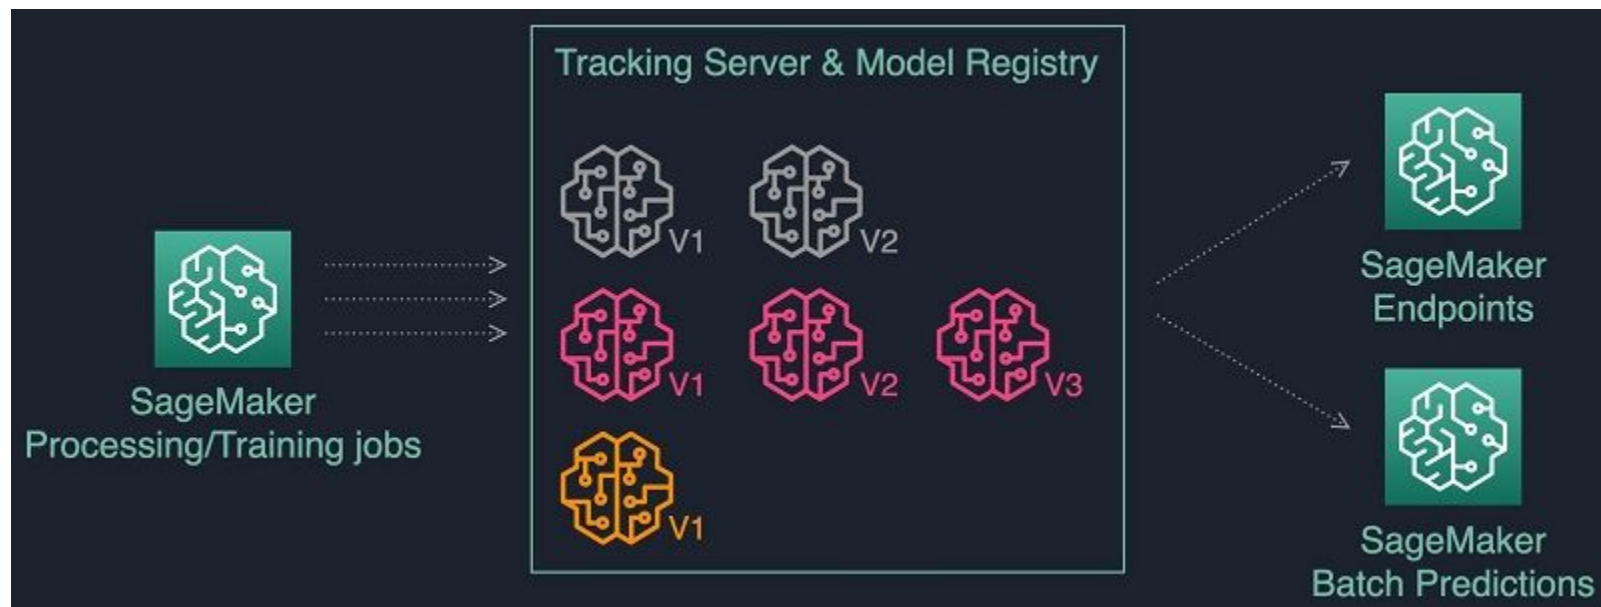 Tracking Server & Model Registry
V1
V2
V1
V2
V3
V1
SageMaker
Processing/Training jobs
SageMaker
Endpoints
SageMaker
Batch Predictions